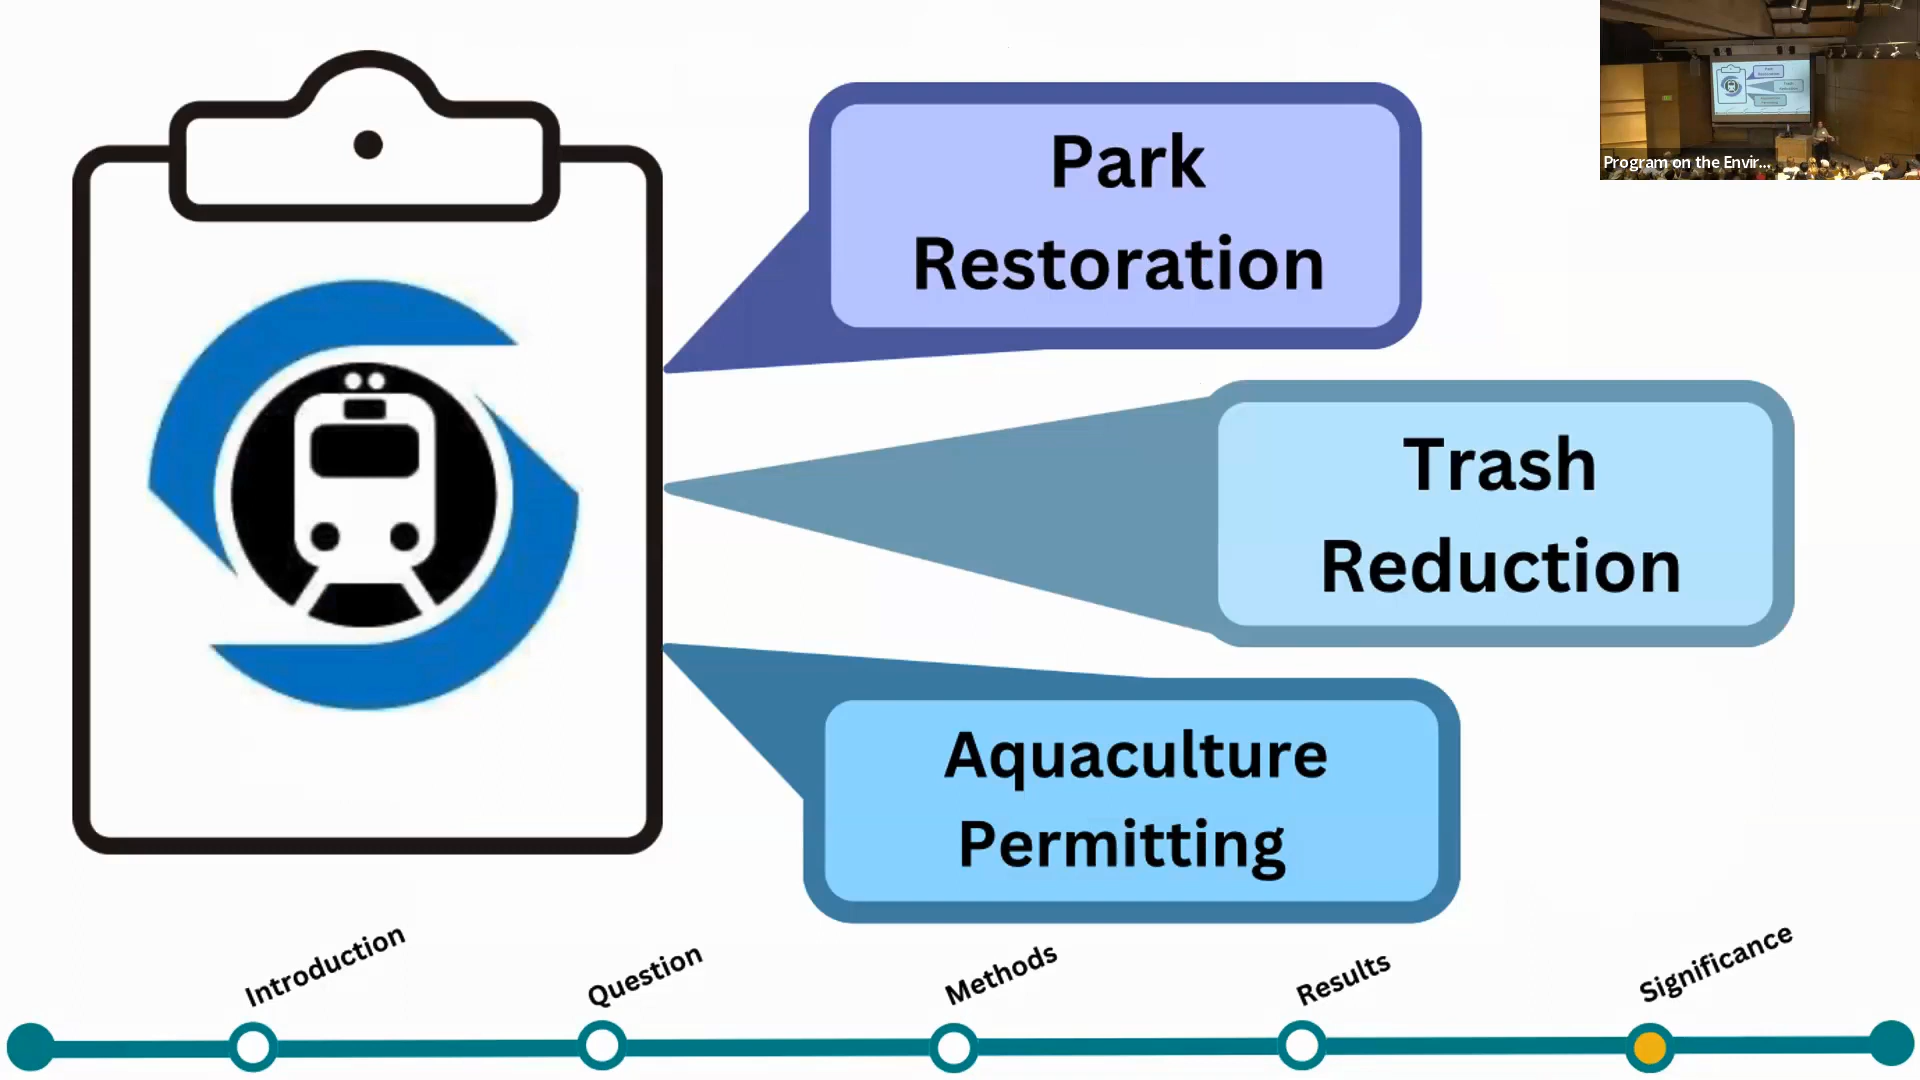 Park
Restoration
Program on the Envir...
Trash
Reduction
Aquaculture
Permitting
Introduction
Question
Methods
Results
Significance